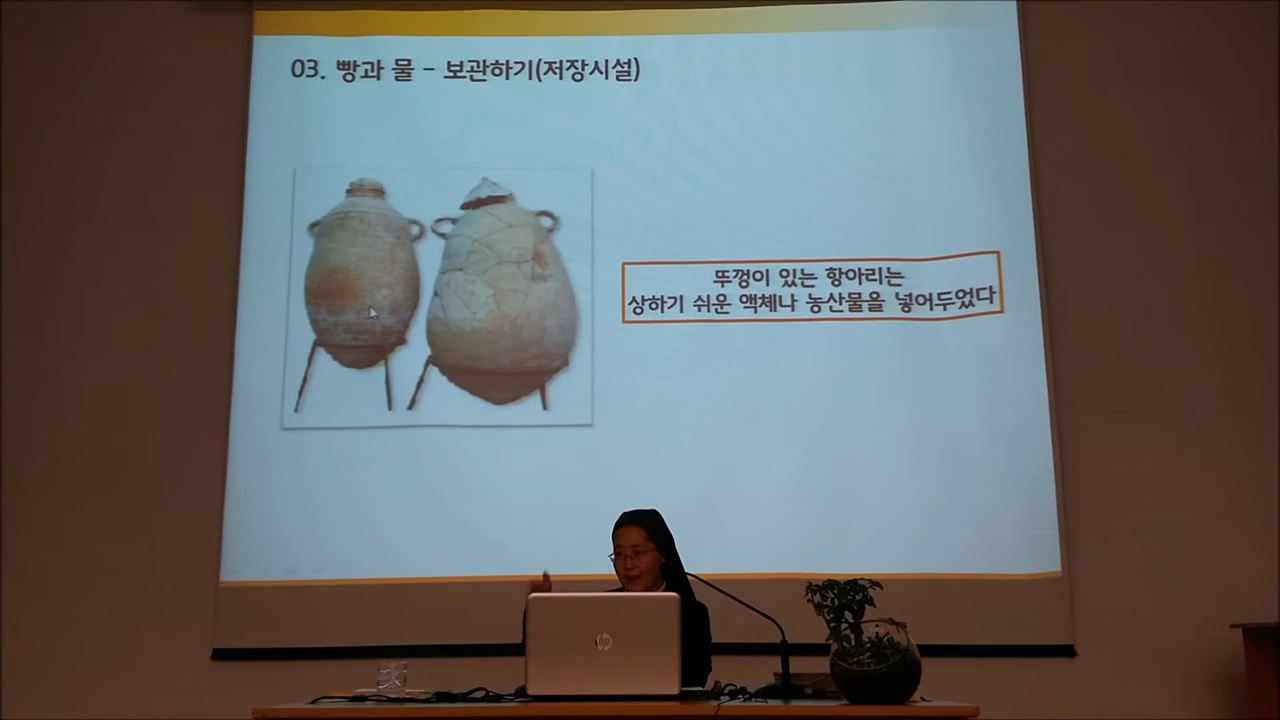 03. 빵과 물 - 보관하기(저장시설)
뚜껑이 있는 항아리는
상하기 쉬운 액체나 농산물을 넣어두었다
hp